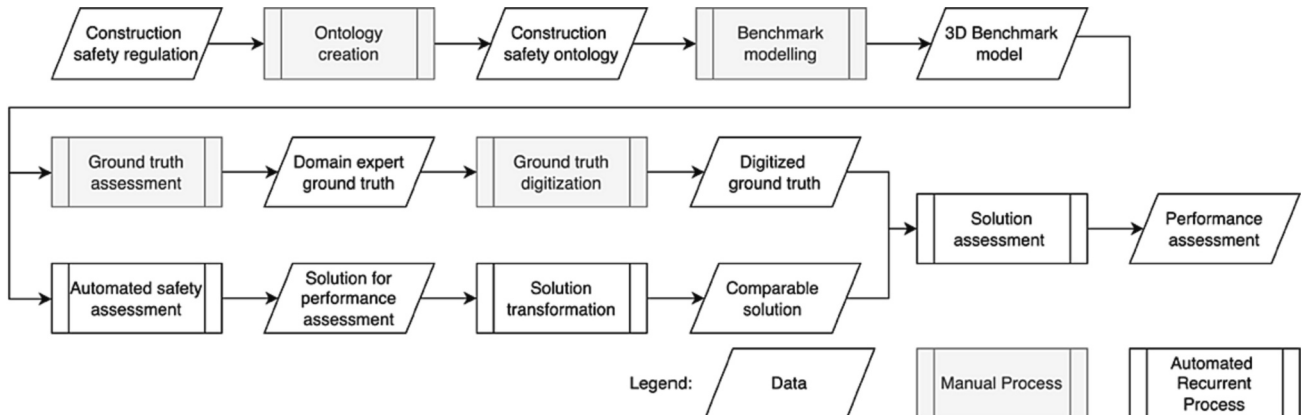 Construction
safety regulation
Ontology
creation
Construction
safety ontology
Benchmark
modelling
3D Benchmark
model
Ground truth
assessment
Domain expert
ground truth
Ground truth
digitization
Digitized
ground truth
Solution
assessment
Performance
assessment
Automated safety
assessment
Solution for
performance
assessment
Solution
transformation
Comparable
solution
Legend:
Data
Manual Process
Automated
Recurrent
Process